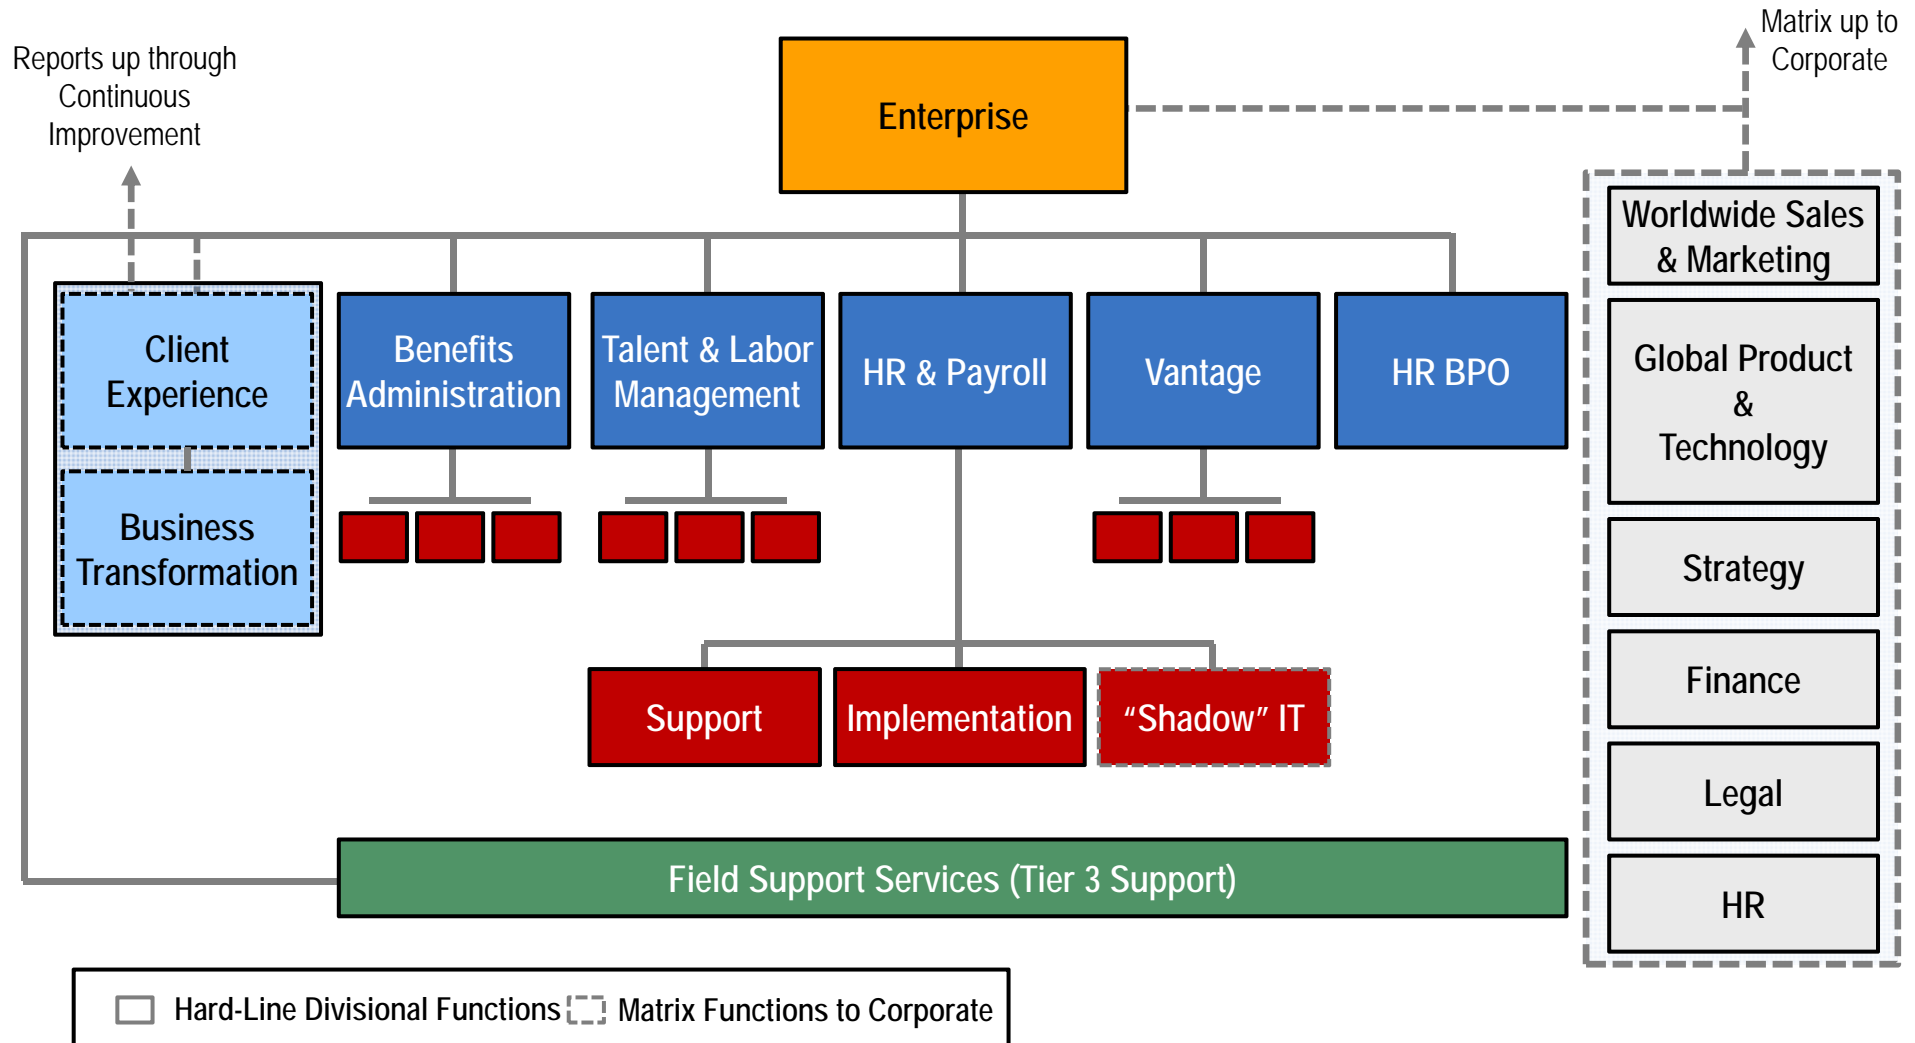 Reports up through
Continuous
Improvement
Enterprise
Matrix up to
Corporate
Client
Experience
Business
Transformation
Benefits
Administration
Talent & Labor
Management
HR & Payroll
Vantage
HR BPO
Support
Implementation
“Shadow” IT
Field Support Services (Tier 3 Support)
Worldwide Sales
& Marketing
Global Product
&
Technology
Strategy
Finance
Legal
HR
Hard-Line Divisional Functions
Matrix Functions to Corporate